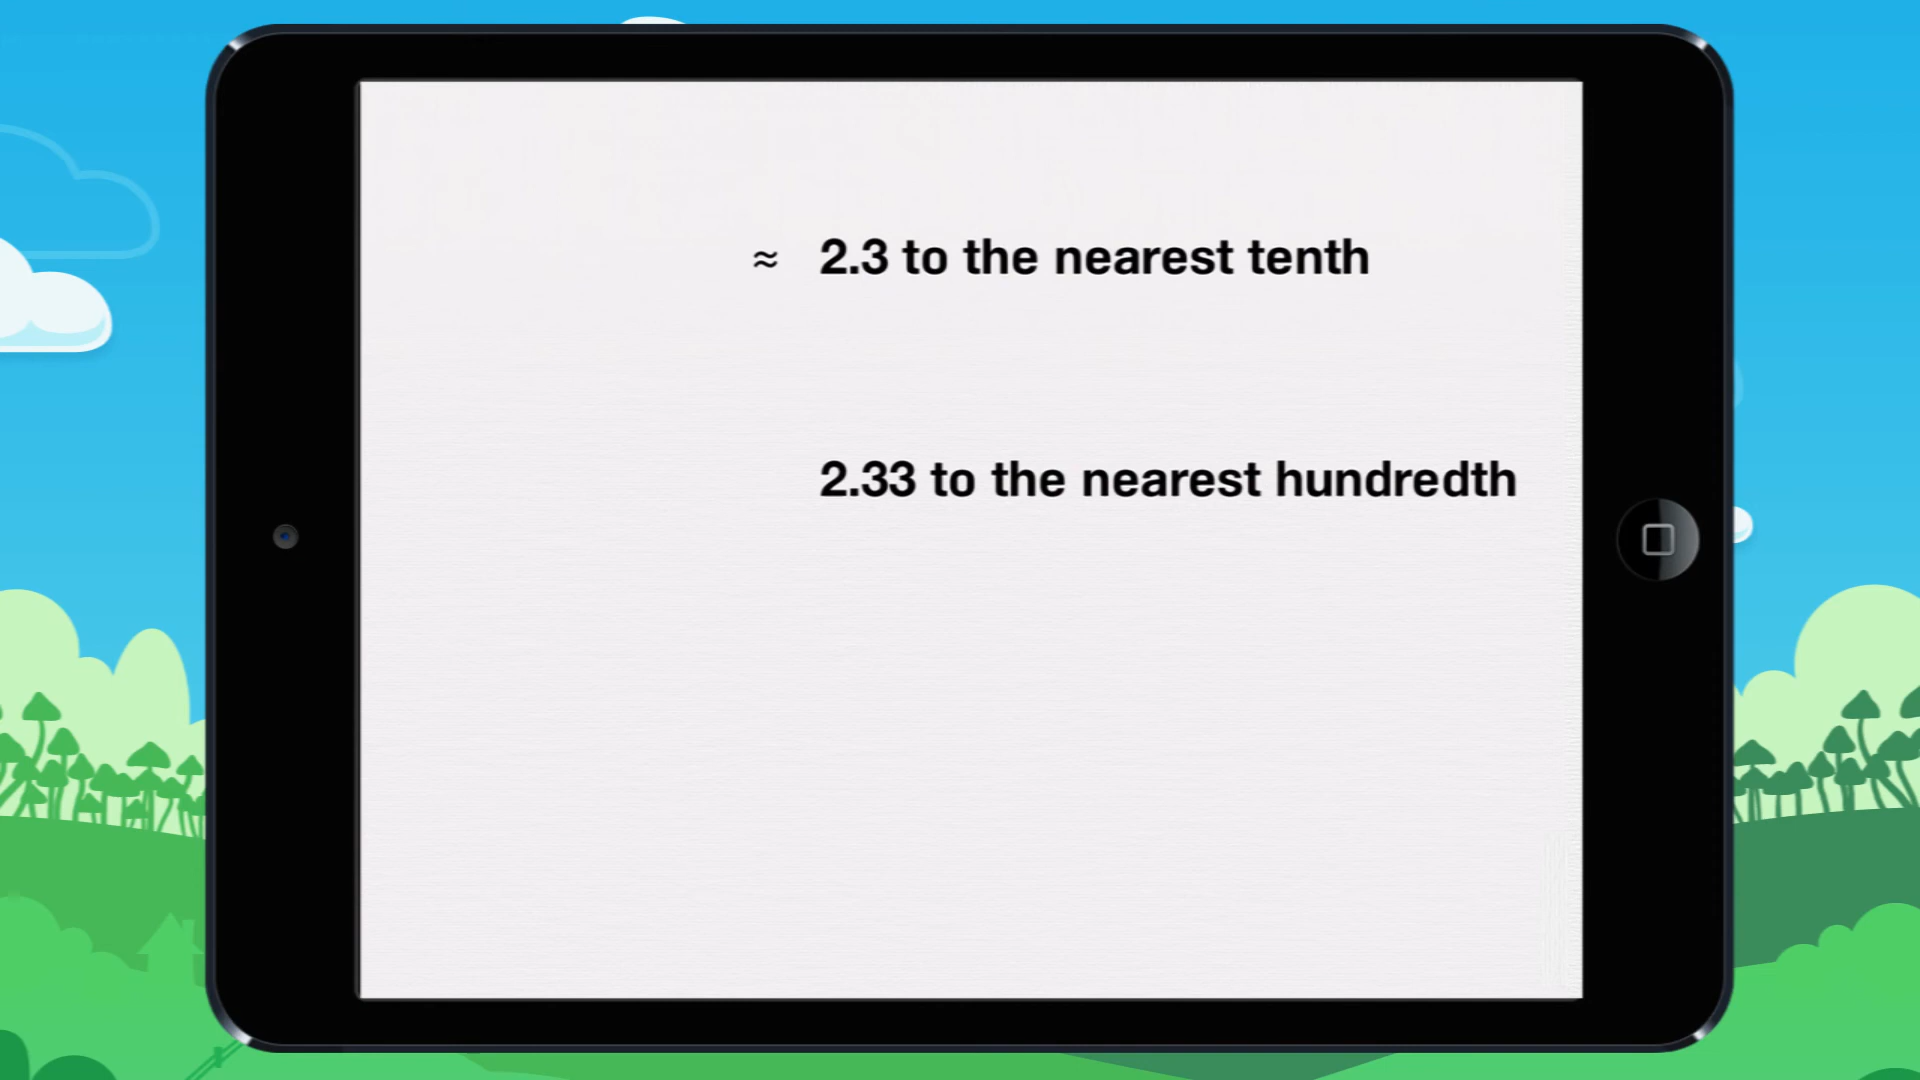 ≈ 2.3 to the nearest tenth
2.33 to the nearest hundredth